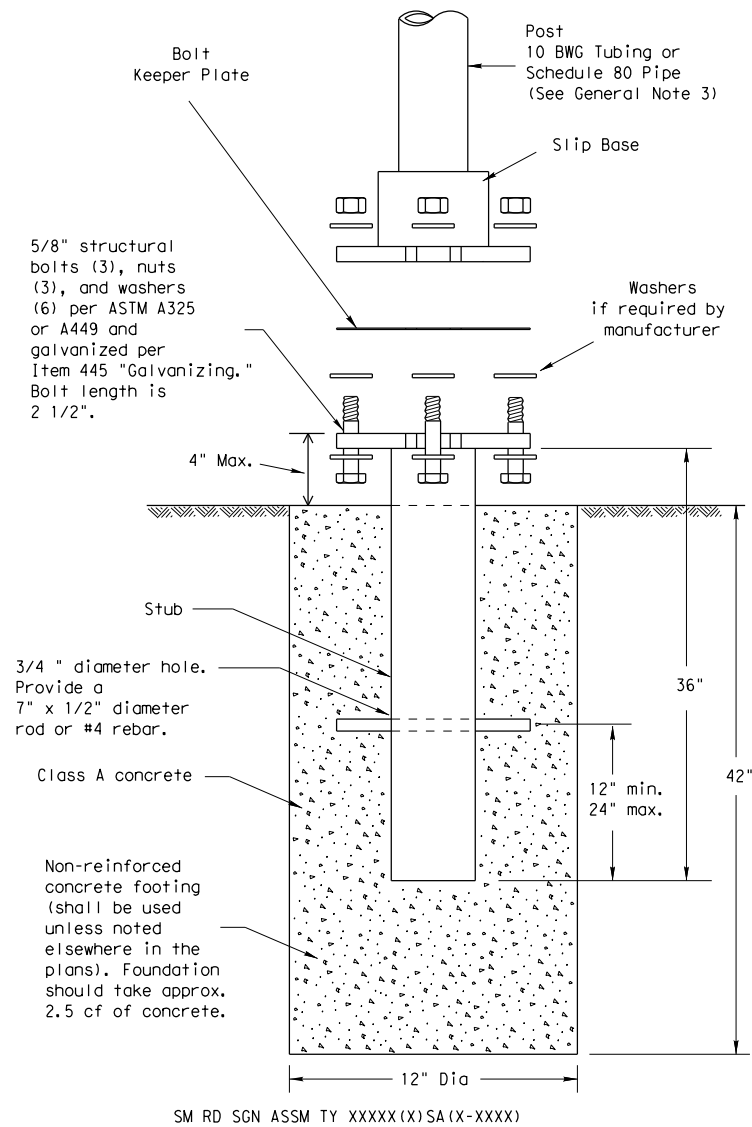 Bolt
Keeper Plate
Post
10 BWG Tubing or
Schedule 80 Pipe
(See General Note 3)
Slip Base
5/8" structural
bolts (3), nuts
(3), and washers
(6) per ASTM A325
or A449 and
galvanized per
Item 445 "Galvanizing."
Bolt length is
2 1/2".
Washers
if required by
manufacturer
4" Max.
Stub
3/4 " diameter hole.
Provide a
7" x 1/2" diameter
rod or #4 rebar.
36"
12" min.
24" max.
42"
Class A concrete
Non-reinforced
concrete footing
(shall be used
unless noted
elsewhere in the
plans). Foundation
should take approx.
2.5 cf of concrete.
12" Dia
SM RD SGN ASSM TY XXXXX(X)SA(X-XXXX)